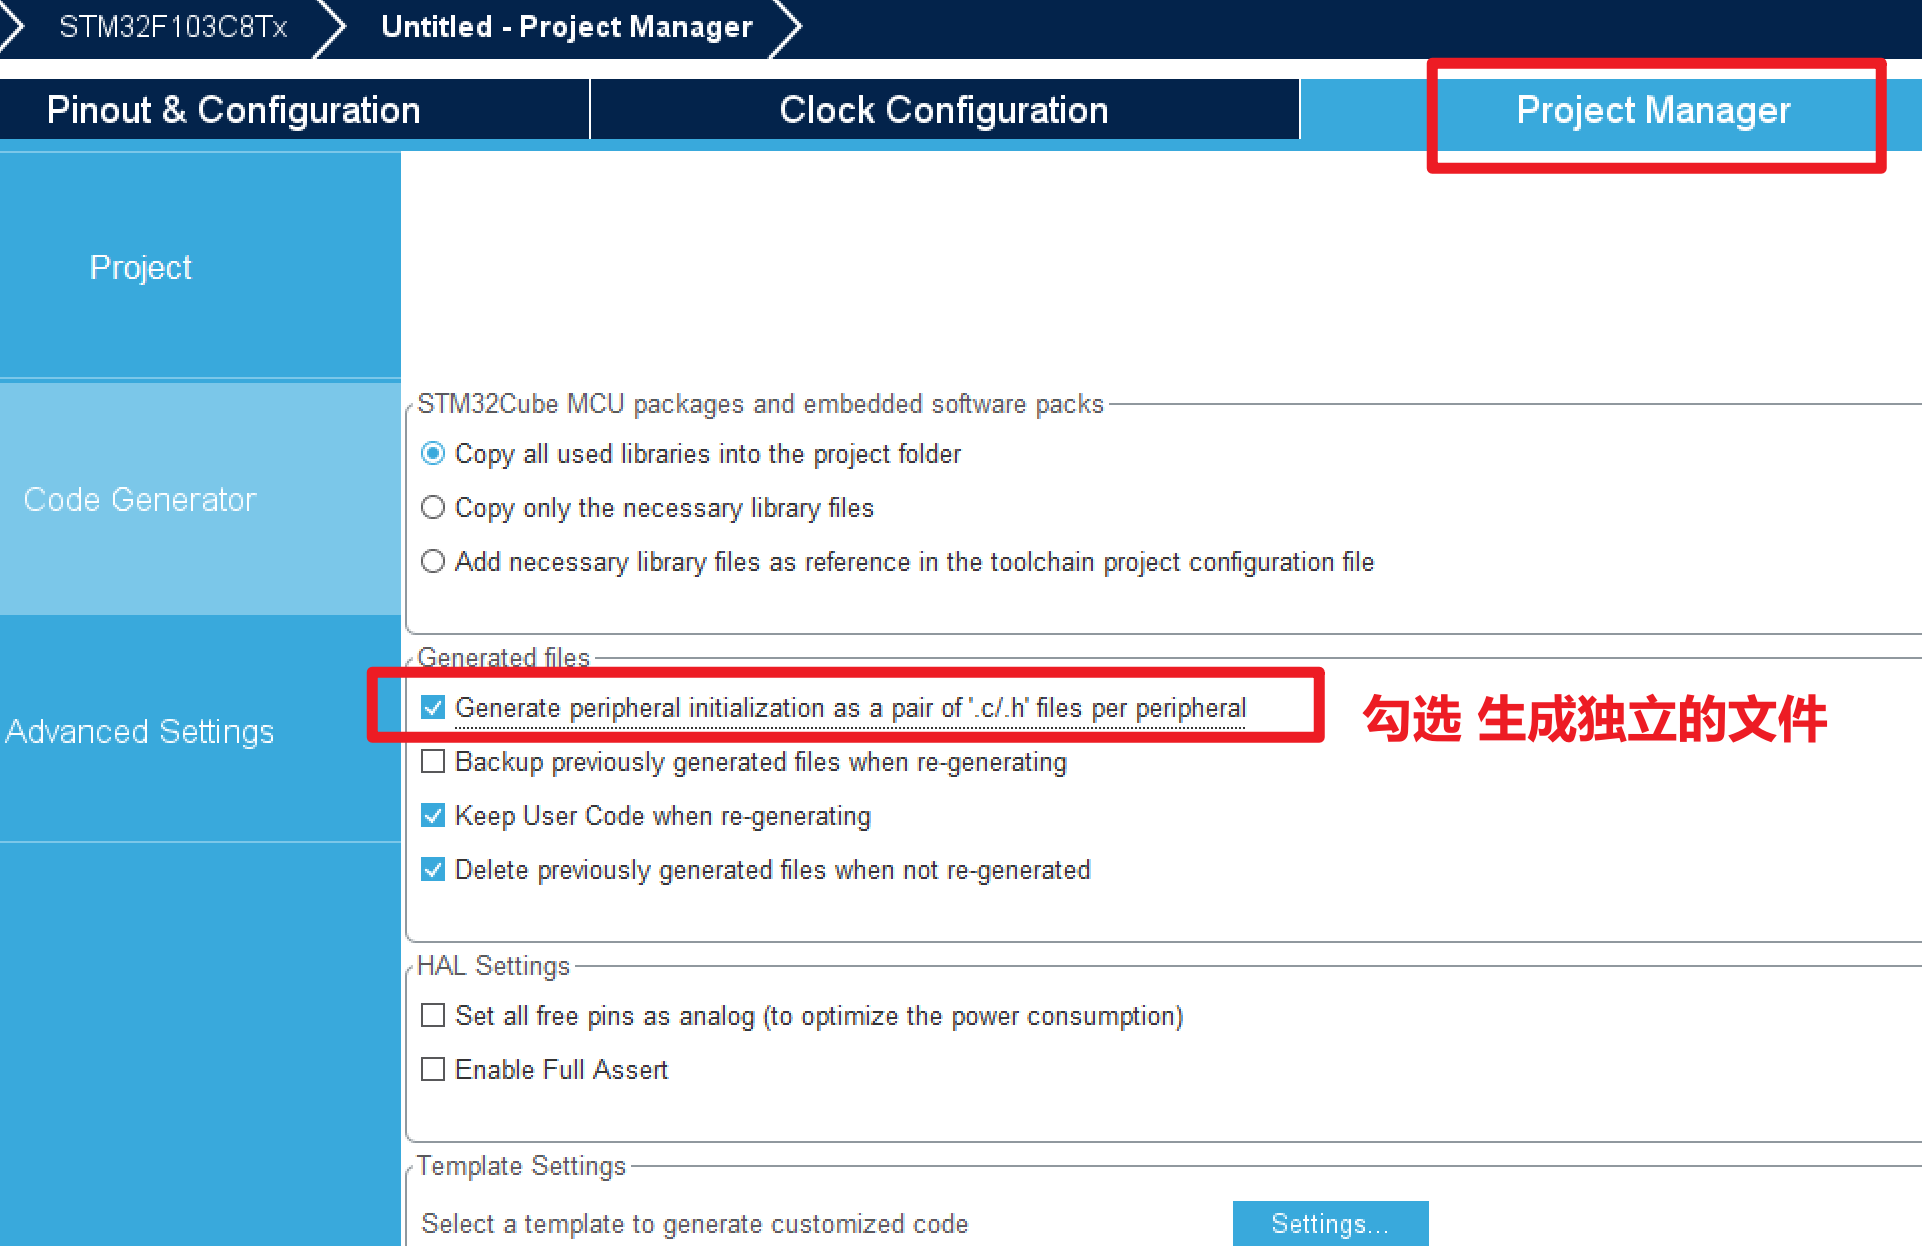 STM32F103C8Tx Untitled - Project Manager
Pinout & Configuration Clock Configuration Project Manager
Project
Code Generator
Advanced Settings
STM32Cube MCU packages and embedded software packs
Copy all used libraries into the project folder
Copy only the necessary library files
Add necessary library files as reference in the toolchain project configuration file
Generated files
Generate peripheral initialization as a pair of '.c/.h' files per peripheral
勾选 生成独立的文件
Backup previously generated files when re-generating
Keep User Code when re-generating
Delete previously generated files when not re-generated
HAL Settings
Set all free pins as analog (to optimize the power consumption)
Enable Full Assert
Template Settings
Select a template to generate customized code Settings...